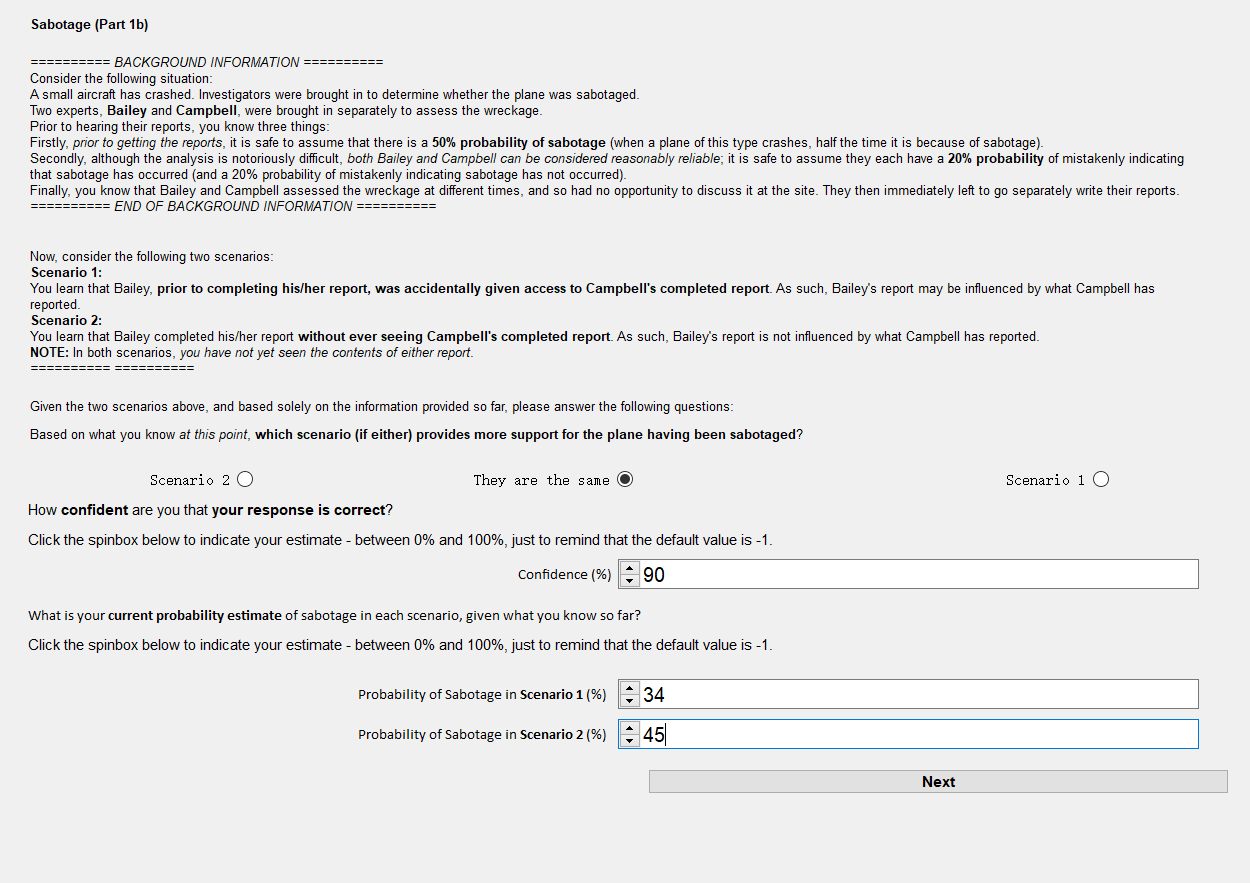 Sabotage (Part 1b)
========== BACKGROUND INFORMATION ==========
Consider the following situation:
A small aircraft has crashed. Investigators were brought in to determine whether the plane was sabotaged.
Two experts, Bailey and Campbell, were brought in separately to assess the wreckage.
Prior to hearing their reports, you know three things:
Firstly, prior to getting the reports, it is safe to assume that there is a 50% probability of sabotage (when a plane of this type crashes, half the time it is because of sabotage).
Secondly, although the analysis is notoriously difficult, both Bailey and Campbell can be considered reasonably reliable; it is safe to assume they each have a 20% probability of mistakenly indicating
that sabotage has occurred (and a 20% probability of mistakenly indicating sabotage has not occurred).
Finally, you know that Bailey and Campbell assessed the wreckage at different times, and so had no opportunity to discuss it at the site. They then immediately left to go separately write their reports.
========== END OF BACKGROUND INFORMATION ==========
Now, consider the following two scenarios:
Scenario 1:
You learn that Bailey, prior to completing his/her report, was accidentally given access to Campbell's completed report. As such, Bailey's report may be influenced by what Campbell has
reported.
Scenario 2:
You learn that Bailey completed his/her report without ever seeing Campbell's completed report. As such, Bailey's report is not influenced by what Campbell has reported.
NOTE: In both scenarios, you have not yet seen the contents of either report.
========== ==========
Given the two scenarios above, and based solely on the information provided so far, please answer the following questions:
Based on what you know at this point, which scenario (if either) provides more support for the plane having been sabotaged?
Scenario 2 They are the same Scenario 1
How confident are you that your response is correct?
Click the spinbox below to indicate your estimate - between 0% and 100%, just to remind that the default value is -1.
Confidence (%) 90
What is your current probability estimate of sabotage in each scenario, given what you know so far?
Click the spinbox below to indicate your estimate - between 0% and 100%, just to remind that the default value is -1.
Probability of Sabotage in Scenario 1 (%) 34
Probability of Sabotage in Scenario 2 (%) 45
Next